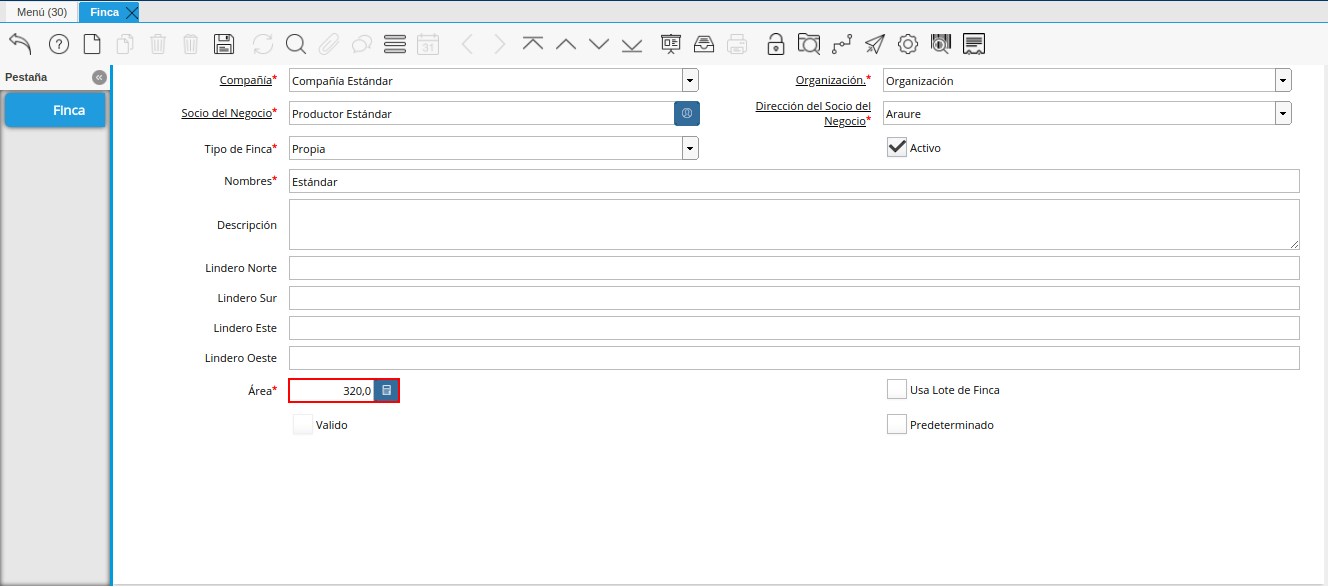 Menú (30)
Finca
31
Pestaña
Finca
Compañía* Compañía Estándar
Organización.* Organización
Socio del Negocio* Productor Estándar
Dirección del Socio del
Negocio* Araure
Tipo de Finca* Propia
Activo
Nombres* Estándar
Descripción
Lindero Norte
Lindero Sur
Lindero Este
Lindero Oeste
Área* 320,0
Usa Lote de Finca
Valido
Predeterminado